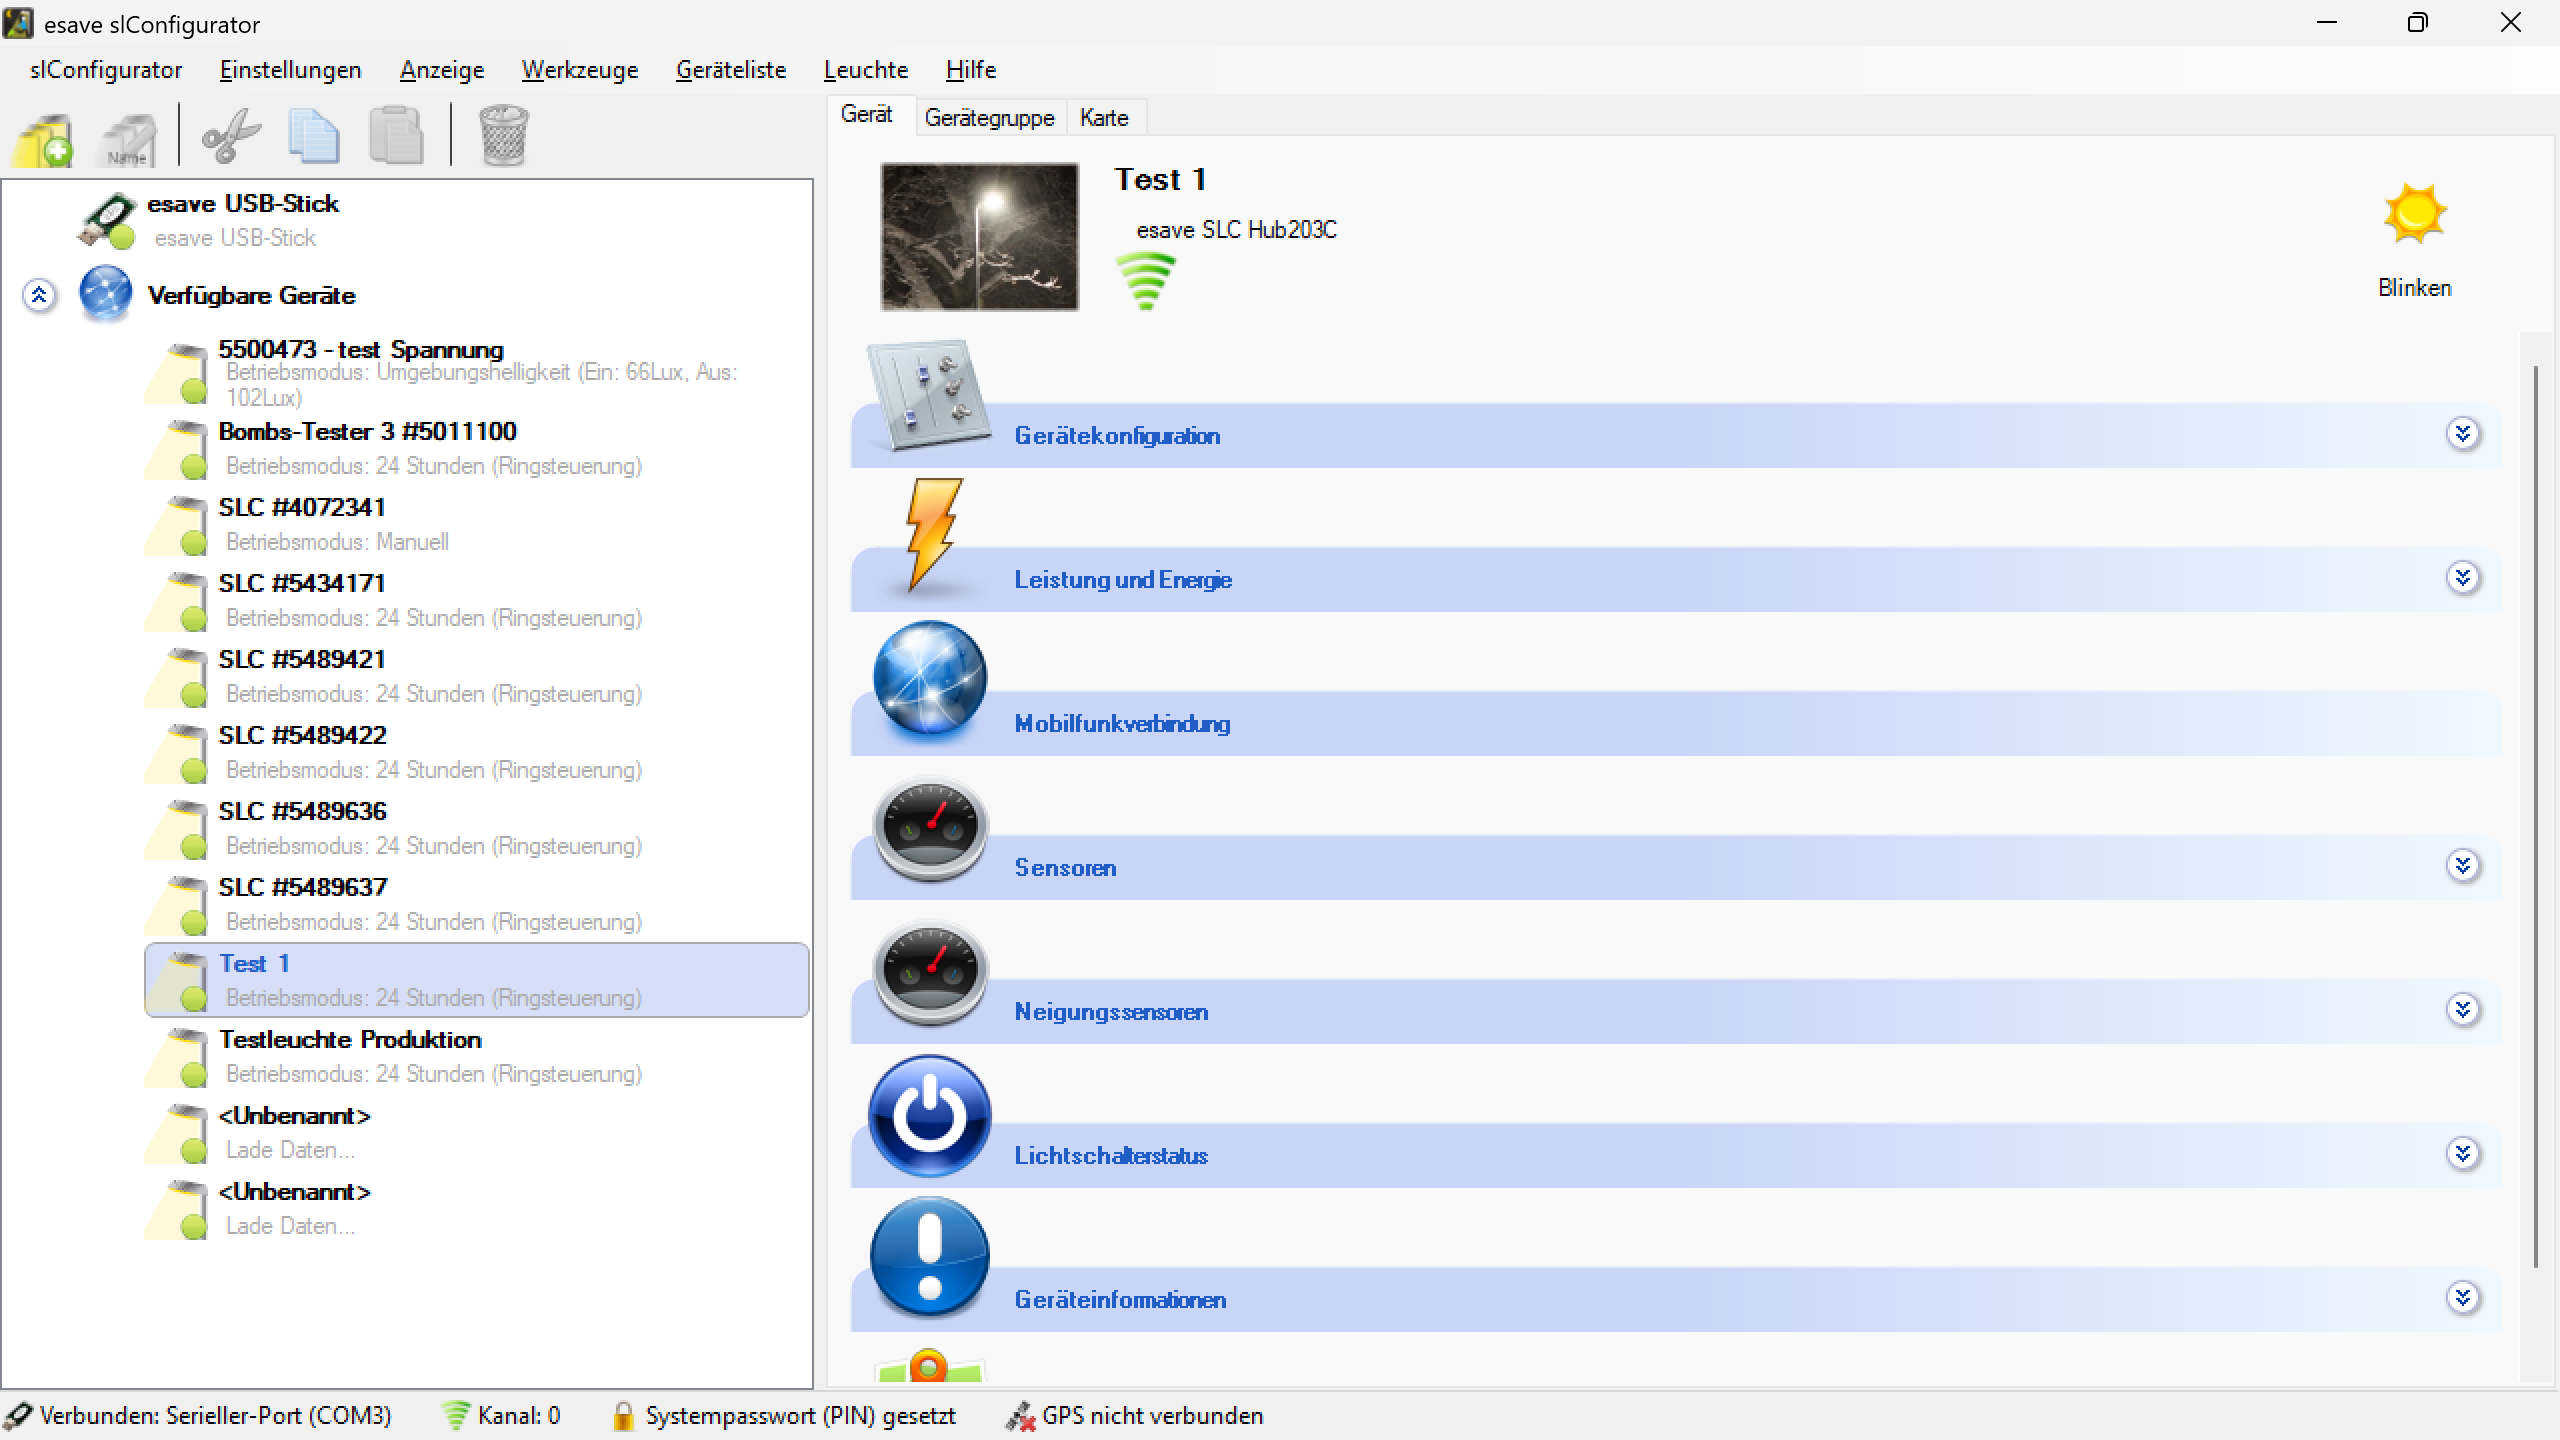 esave slConfigurator
slConfigurator Einstellungen Anzeige Werkzeuge Geräteliste Leuchte Hilfe
Name
esave USB-Stick
esave USB-Stick
Verfügbare Geräte
5500473 - test Spannung
Betriebsmodus: Umgebungshelligkeit (Ein: 66Lux, Aus:
102Lux)
Bombs-Tester 3 #5011100
Betriebsmodus: 24 Stunden (Ringsteuerung)
SLC #4072341
Betriebsmodus: Manuell
SLC #5434171
Betriebsmodus: 24 Stunden (Ringsteuerung)
SLC #5489421
Betriebsmodus: 24 Stunden (Ringsteuerung)
SLC #5489422
Betriebsmodus: 24 Stunden (Ringsteuerung)
SLC #5489636
Betriebsmodus: 24 Stunden (Ringsteuerung)
SLC #5489637
Betriebsmodus: 24 Stunden (Ringsteuerung)
Test 1
Betriebsmodus: 24 Stunden (Ringsteuerung)
Testleuchte Produktion
Betriebsmodus: 24 Stunden (Ringsteuerung)
<Unbenannt>
Lade Daten...
<Unbenannt>
Lade Daten...
Gerät Gerätegruppe Karte
Test 1
esave SLC Hub203C
Blinken
Gerätekonfiguration
Leistung und Energie
Mobilfunkverbindung
Sensoren
Neigungssensoren
Lichtschalterstatus
Geräteinformationen
Verbunden: Serieller-Port (COM3) Kanal: 0 Systempasswort (PIN) gesetzt GPS nicht verbunden